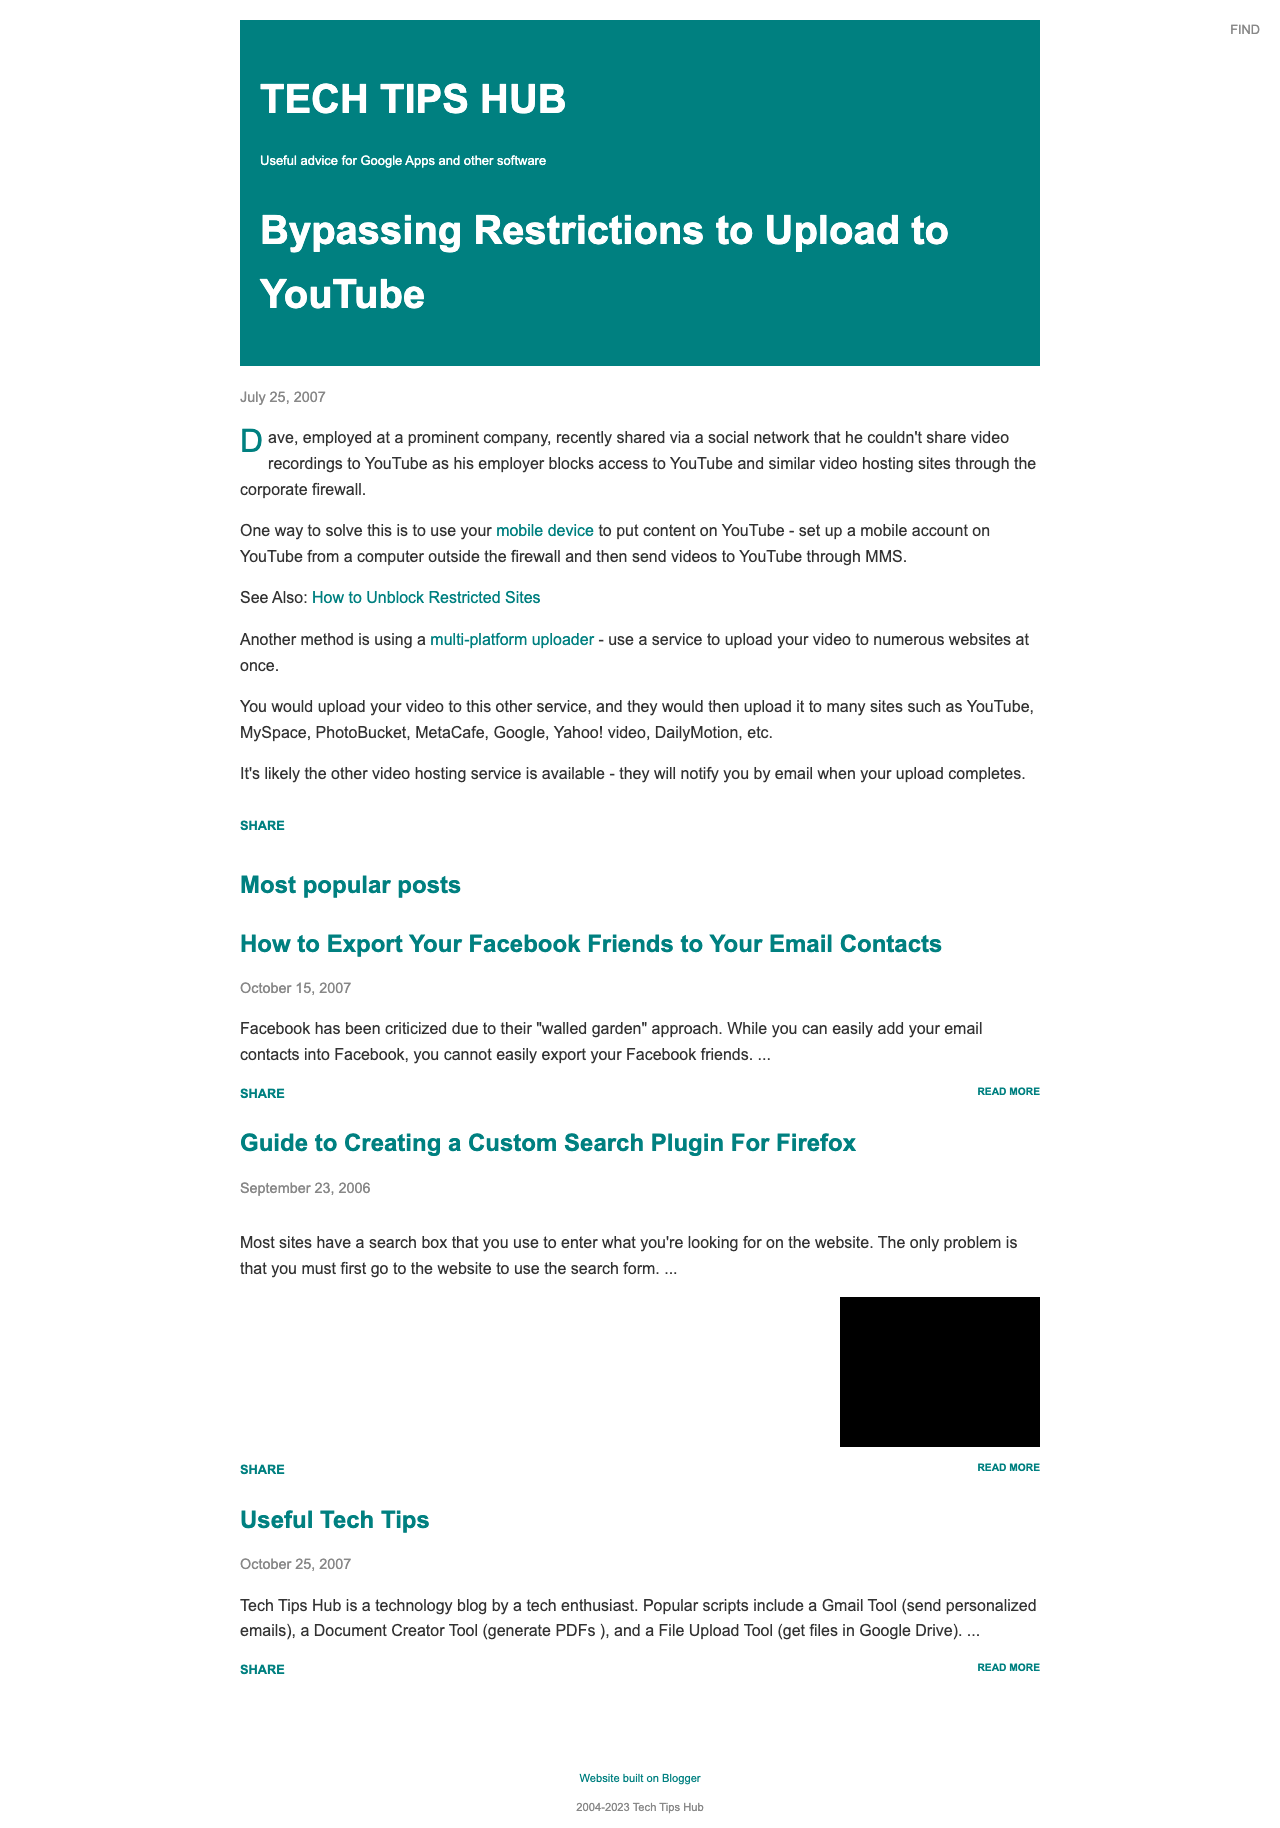 FIND
TECH TIPS HUB
Useful advice for Google Apps and other software
Bypassing Restrictions to Upload to
YouTube
July 25, 2007
Dave, employed at a prominent company, recently shared via a social network that he couldn't share video
recordings to YouTube as his employer blocks access to YouTube and similar video hosting sites through the
corporate firewall.
One way to solve this is to use your mobile device to put content on YouTube - set up a mobile account on
YouTube from a computer outside the firewall and then send videos to YouTube through MMS.
See Also: How to Unblock Restricted Sites
Another method is using a multi-platform uploader - use a service to upload your video to numerous websites at
once.
You would upload your video to this other service, and they would then upload it to many sites such as YouTube,
MySpace, PhotoBucket, MetaCafe, Google, Yahoo! video, DailyMotion, etc.
It's likely the other video hosting service is available - they will notify you by email when your upload completes.
SHARE
Most popular posts
How to Export Your Facebook Friends to Your Email Contacts
October 15, 2007
Facebook has been criticized due to their "walled garden" approach. While you can easily add your email
contacts into Facebook, you cannot easily export your Facebook friends. ...
SHARE
READ MORE
Guide to Creating a Custom Search Plugin For Firefox
September 23, 2006
Most sites have a search box that you use to enter what you're looking for on the website. The only problem is
that you must first go to the website to use the search form. ...
SHARE
READ MORE
Useful Tech Tips
October 25, 2007
Tech Tips Hub is a technology blog by a tech enthusiast. Popular scripts include a Gmail Tool (send personalized
emails), a Document Creator Tool (generate PDFs ), and a File Upload Tool (get files in Google Drive). ...
SHARE
READ MORE
Website built on Blogger
2004-2023 Tech Tips Hub